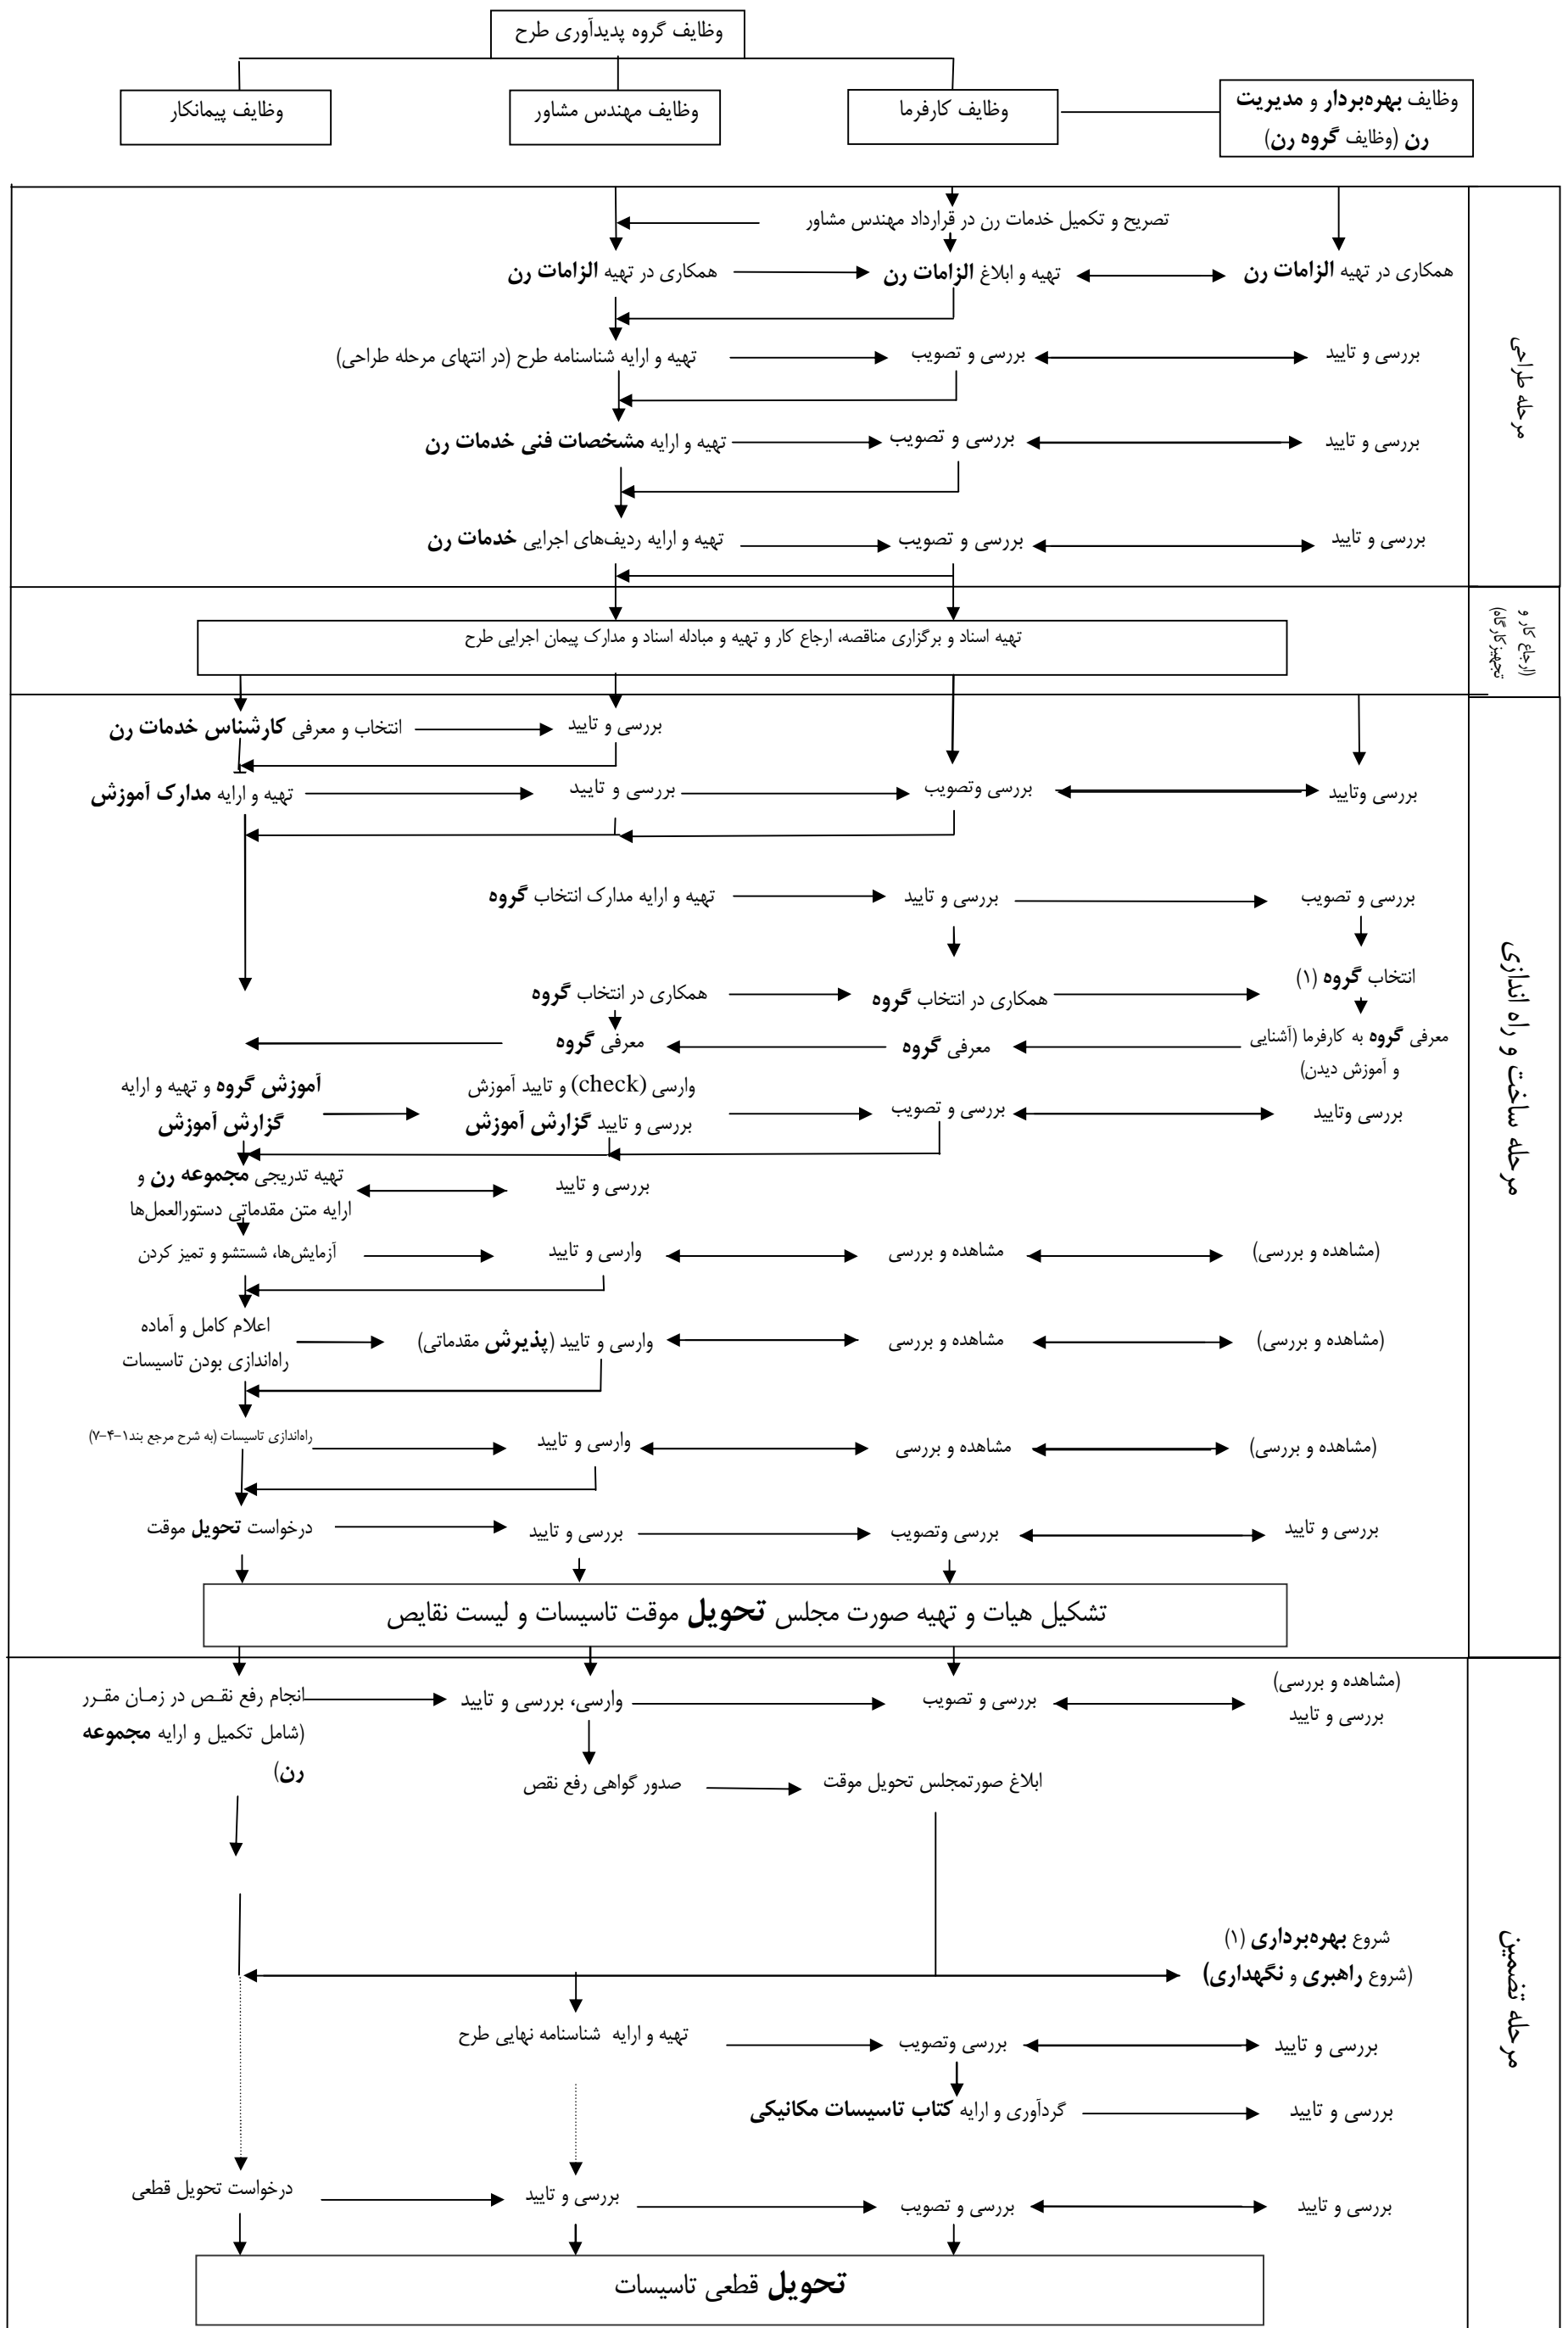 وظایف گروه پدیدآوری طرح
وظایف بهره‌بردار و مدیریت
رن (وظایف گروه رن)
وظایف کارفرما
وظایف مهندس مشاور
وظایف پیمانکار
مرحله طراحی
تصریح و تکمیل خدمات رن در قرارداد مهندس مشاور
همکاری در تهیه الزامات رن
تهیه و ابلاغ الزامات رن
همکاری در تهیه الزامات رن
بررسی و تایید
بررسی و تصویب
تهیه و ارایه شناسنامه طرح (در انتهای مرحله طراحی)
بررسی و تایید
بررسی و تصویب
تهیه و ارایه مشخصات فنی خدمات رن
بررسی و تایید
بررسی و تصویب
تهیه و ارایه ردیف‌های اجرایی خدمات رن
(ارجاع کار و
تجهیز کارگاه)
تهیه اسناد و برگزاری مناقصه، ارجاع کار و تهیه و مبادله اسناد و مدارک پیمان اجرایی طرح
مرحله ساخت و راه اندازی
بررسی و تایید
انتخاب و معرفی کارشناس خدمات رن
بررسی وتایید
بررسی وتصویب
بررسی و تایید
تهیه و ارایه مدارک آموزش
بررسی و تصویب
بررسی و تایید
تهیه و ارایه مدارک انتخاب گروه
انتخاب گروه (۱)
همکاری در انتخاب گروه
همکاری در انتخاب گروه
معرفی گروه به کارفرما (آشنایی
و آموزش دیدن)
معرفی گروه
معرفی گروه
بررسی وتایید
بررسی و تصویب
وارسی (check) و تایید آموزش
بررسی و تایید گزارش آموزش
آموزش گروه و تهیه و ارایه
گزارش آموزش
بررسی و تایید
تهیه تدریجی مجموعه رن و
ارایه متن مقدماتی دستورالعمل‌ها
(مشاهده و بررسی)
مشاهده و بررسی
وارسی و تایید
آزمایش‌ها، شستشو و تمیز کردن
(مشاهده و بررسی)
مشاهده و بررسی
وارسی و تایید (پذیرش مقدماتی)
اعلام کامل و آماده
راه‌اندازی بودن تاسیسات
(مشاهده و بررسی)
مشاهده و بررسی
وارسی و تایید
راه‌اندازی تاسیسات (به شرح مرجع بند۱-۴-۷)
بررسی و تایید
بررسی وتصویب
بررسی و تایید
درخواست تحویل موقت
تشکیل هیات و تهیه صورت مجلس تحویل موقت تاسیسات و لیست نقایص
مرحله تضمین
(مشاهده و بررسی)
بررسی و تایید
بررسی و تصویب
وارسی، بررسی و تایید
انجام رفع نقـص در زمـان مقـرر
(شامل تکمیل و ارایه مجموعه
رن)
ابلاغ صورتمجلس تحویل موقت
صدور گواهی رفع نقص
شروع بهره‌برداری (۱)
(شروع راهبری و نگهداری)
بررسی و تایید
بررسی وتصویب
تهیه و ارایه شناسنامه نهایی طرح
بررسی و تایید
گردآوری و ارایه کتاب تاسیسات مکانیکی
بررسی و تایید
بررسی و تصویب
بررسی و تایید
درخواست تحویل قطعی
تحویل قطعی تاسیسات